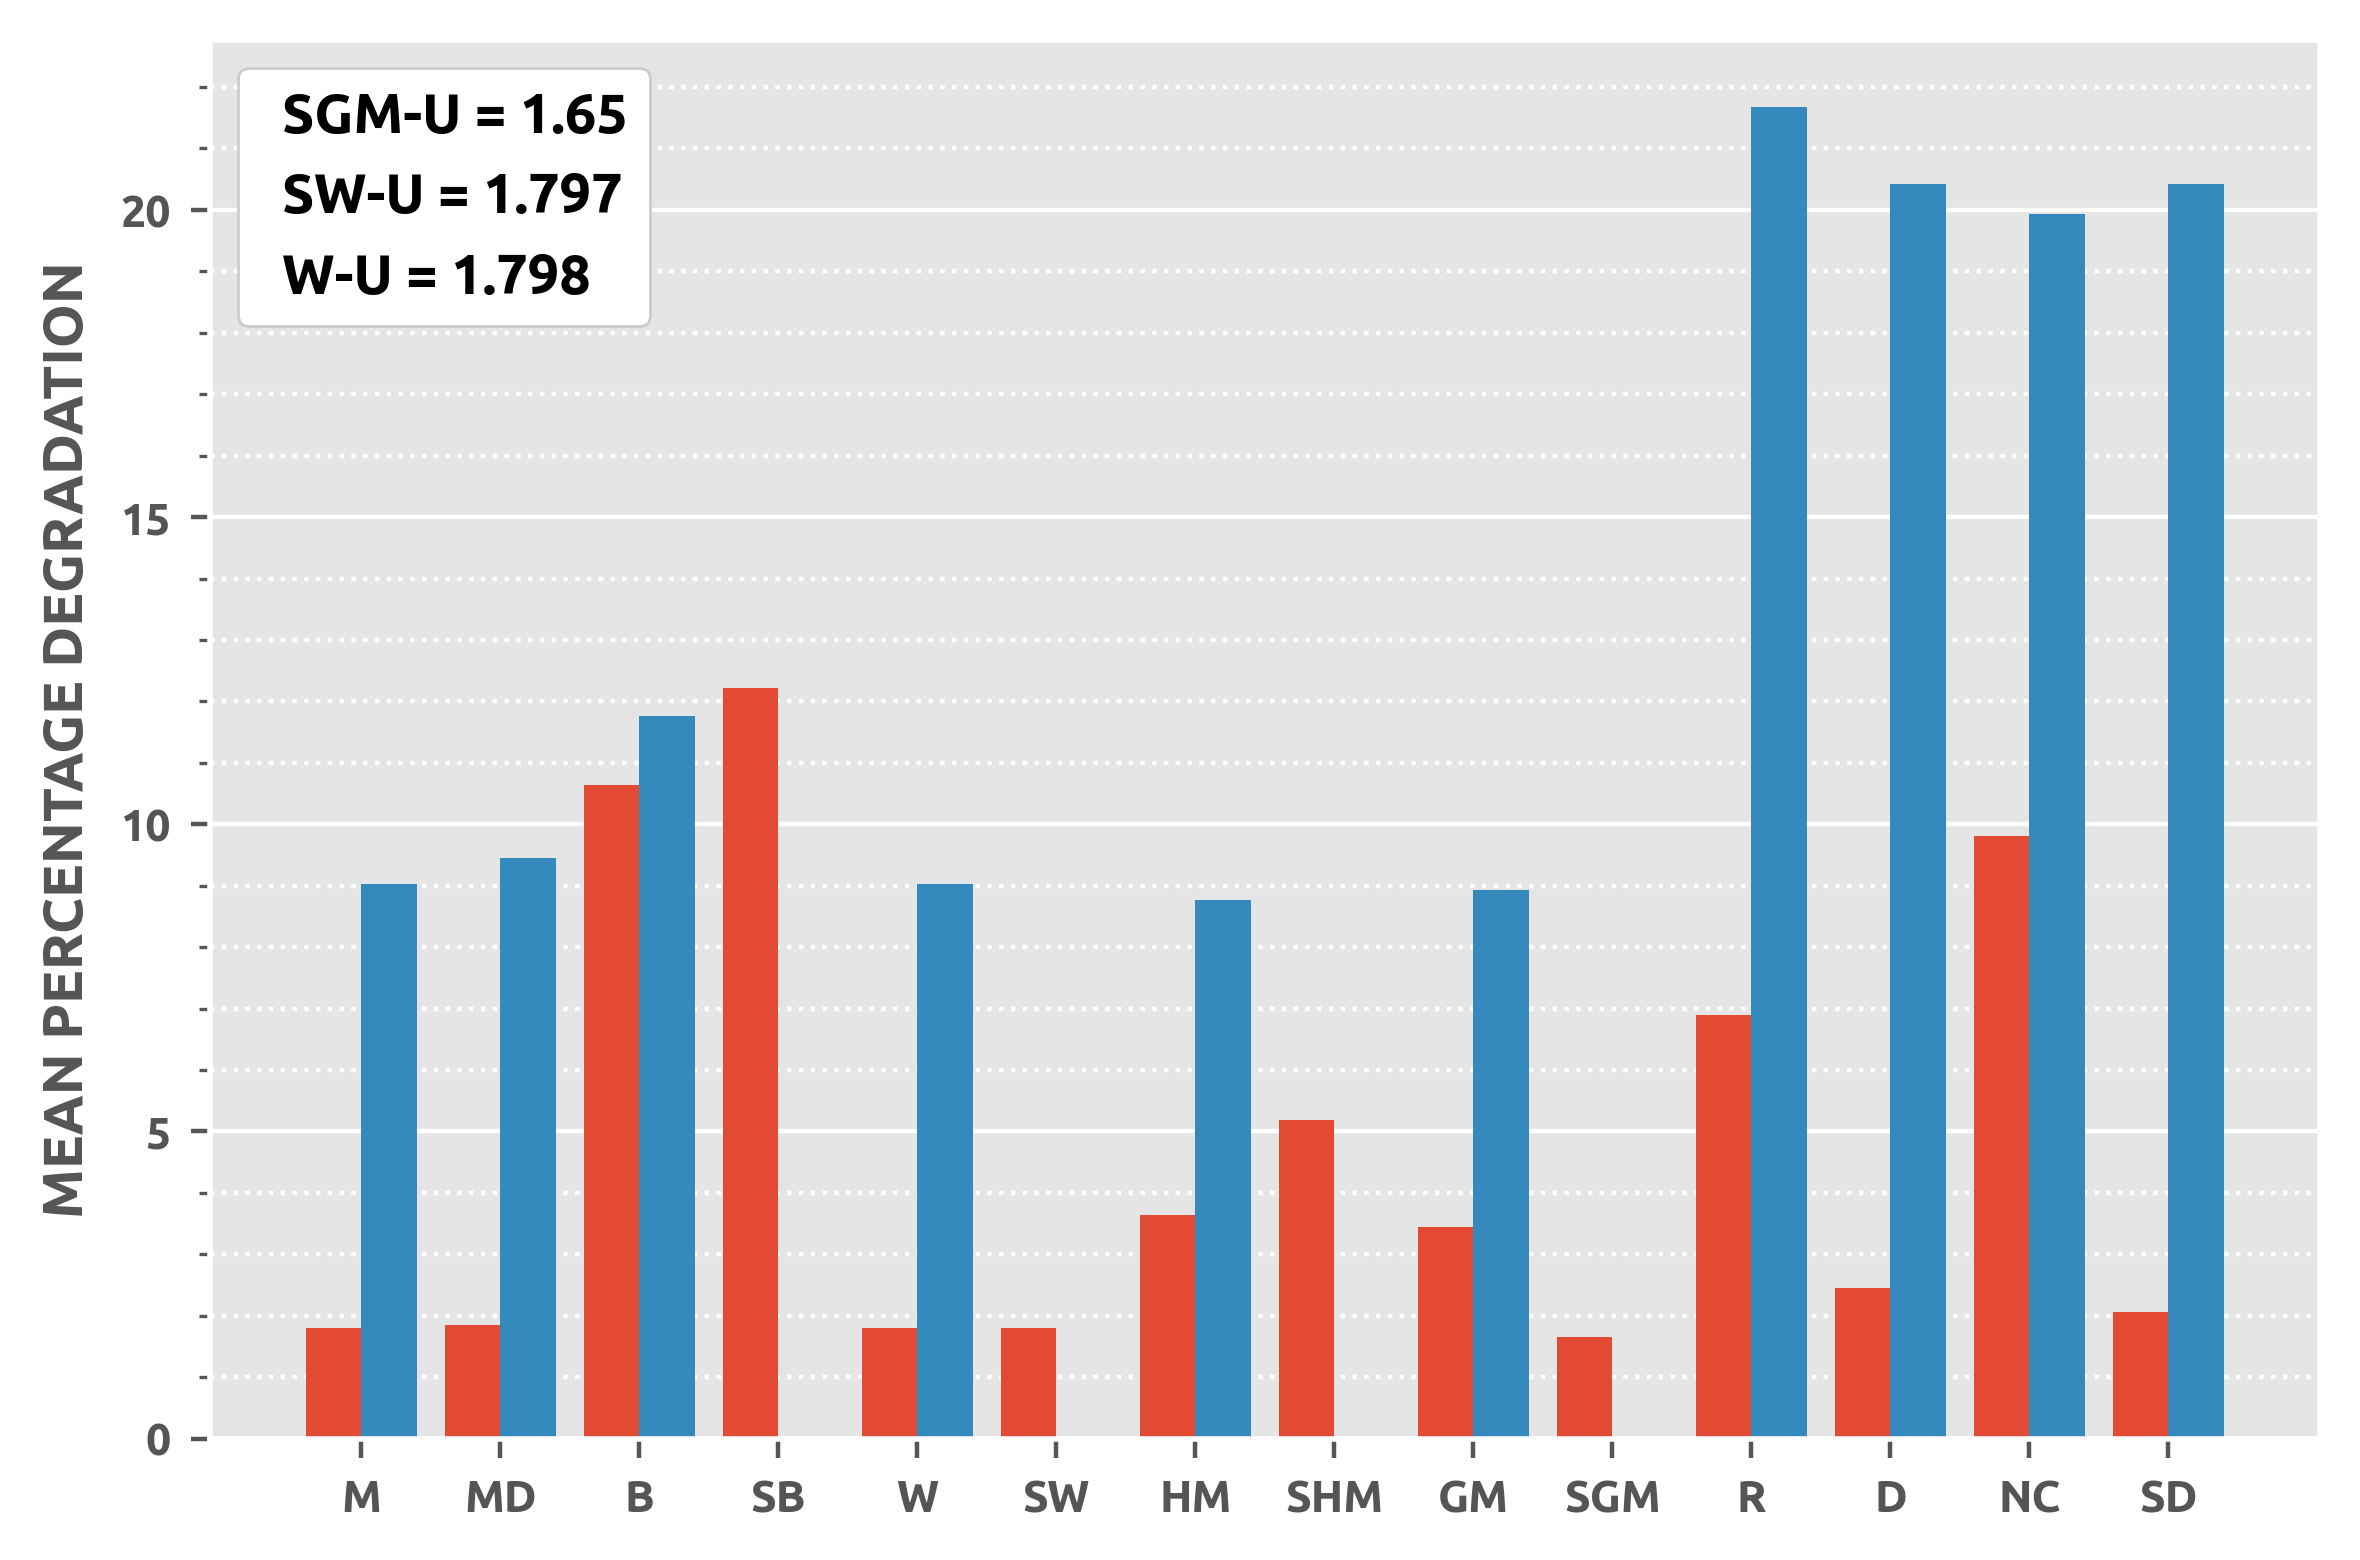 SGM-U = 1.65
SW-U = 1.797
W-U = 1.798
MEAN PERCENTAGE DEGRADATION
20
15
10
5
0
M MD B SB W SW HM SHM GM SGM R D NC SD